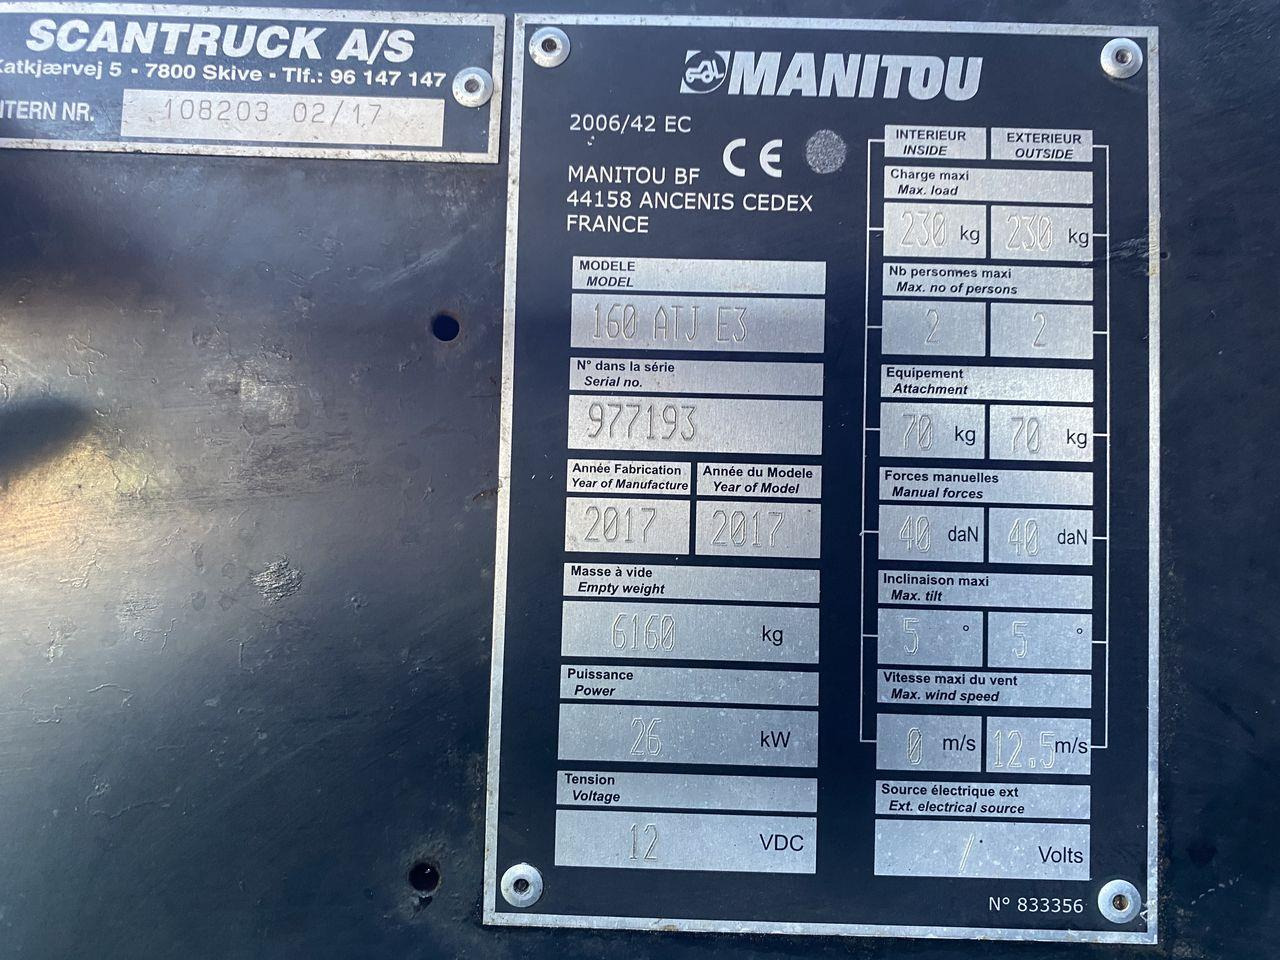 SCANTRUCK A/S
Katkjærvej 5 - 7800 Skive - Tlf.: 96 147 147
INTERN NR. 108203 02/17
MANITOU
2006/42 EC
CE
MANITOU BF
44158 ANCENIS CEDEX
FRANCE
MODELE
MODEL
160 ATJ E3
N° dans la série
Serial no.
977193
Année Fabrication
Year of Manufacture
2017
Année du Modele
Year of Model
2017
Masse à vide
Empty weight
6160 kg
Puissance
Power
26 kW
Tension
Voltage
12 VDC
INTERIEUR
INSIDE
EXTERIEUR
OUTSIDE
Charge maxi
Max. load
230 kg 230 kg
Nb personnes maxi
Max. no of persons
2 2
Equipement
Attachment
70 kg 70 kg
Forces manuelles
Manual forces
40 daN 40 daN
Inclinaison maxi
Max. tilt
5 ° 5 °
Vitesse maxi du vent
Max. wind speed
0 m/s 12.5 m/s
Source électrique ext
Ext. electrical source
/ Volts
N° 833356